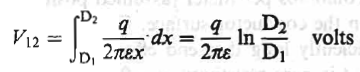 V₁₂ = ∫_{D₁}^{D₂} q/(2πεx) · dx = q/(2πε) ln D₂/D₁ volts